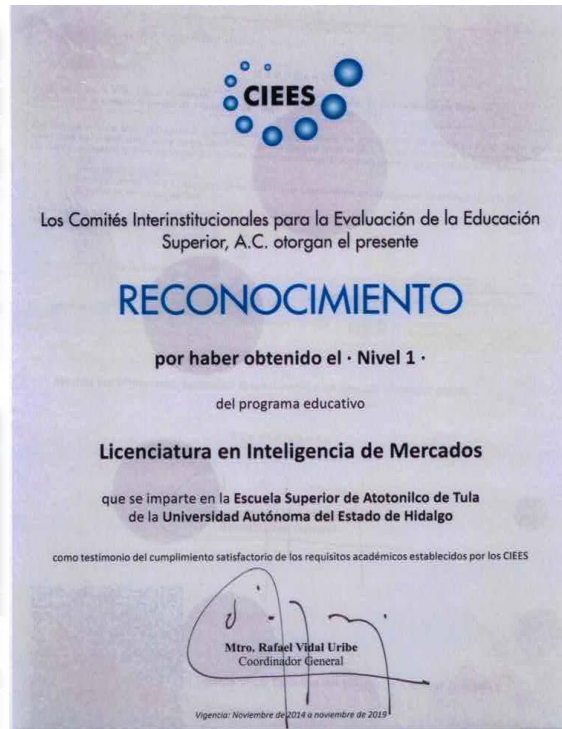 CIEES
Los Comités Interinstitucionales para la Evaluación de la Educación
Superior, A.C. otorgan el presente
RECONOCIMIENTO
por haber obtenido el · Nivel 1 ·
del programa educativo
Licenciatura en Inteligencia de Mercados
que se imparte en la Escuela Superior de Atotonilco de Tula
de la Universidad Autónoma del Estado de Hidalgo
como testimonio del cumplimiento satisfactorio de los requisitos académicos establecidos por los CIEES
Mtro. Rafael Vidal Uribe
Coordinador General
Vigencia: Noviembre de 2014 a noviembre de 2019